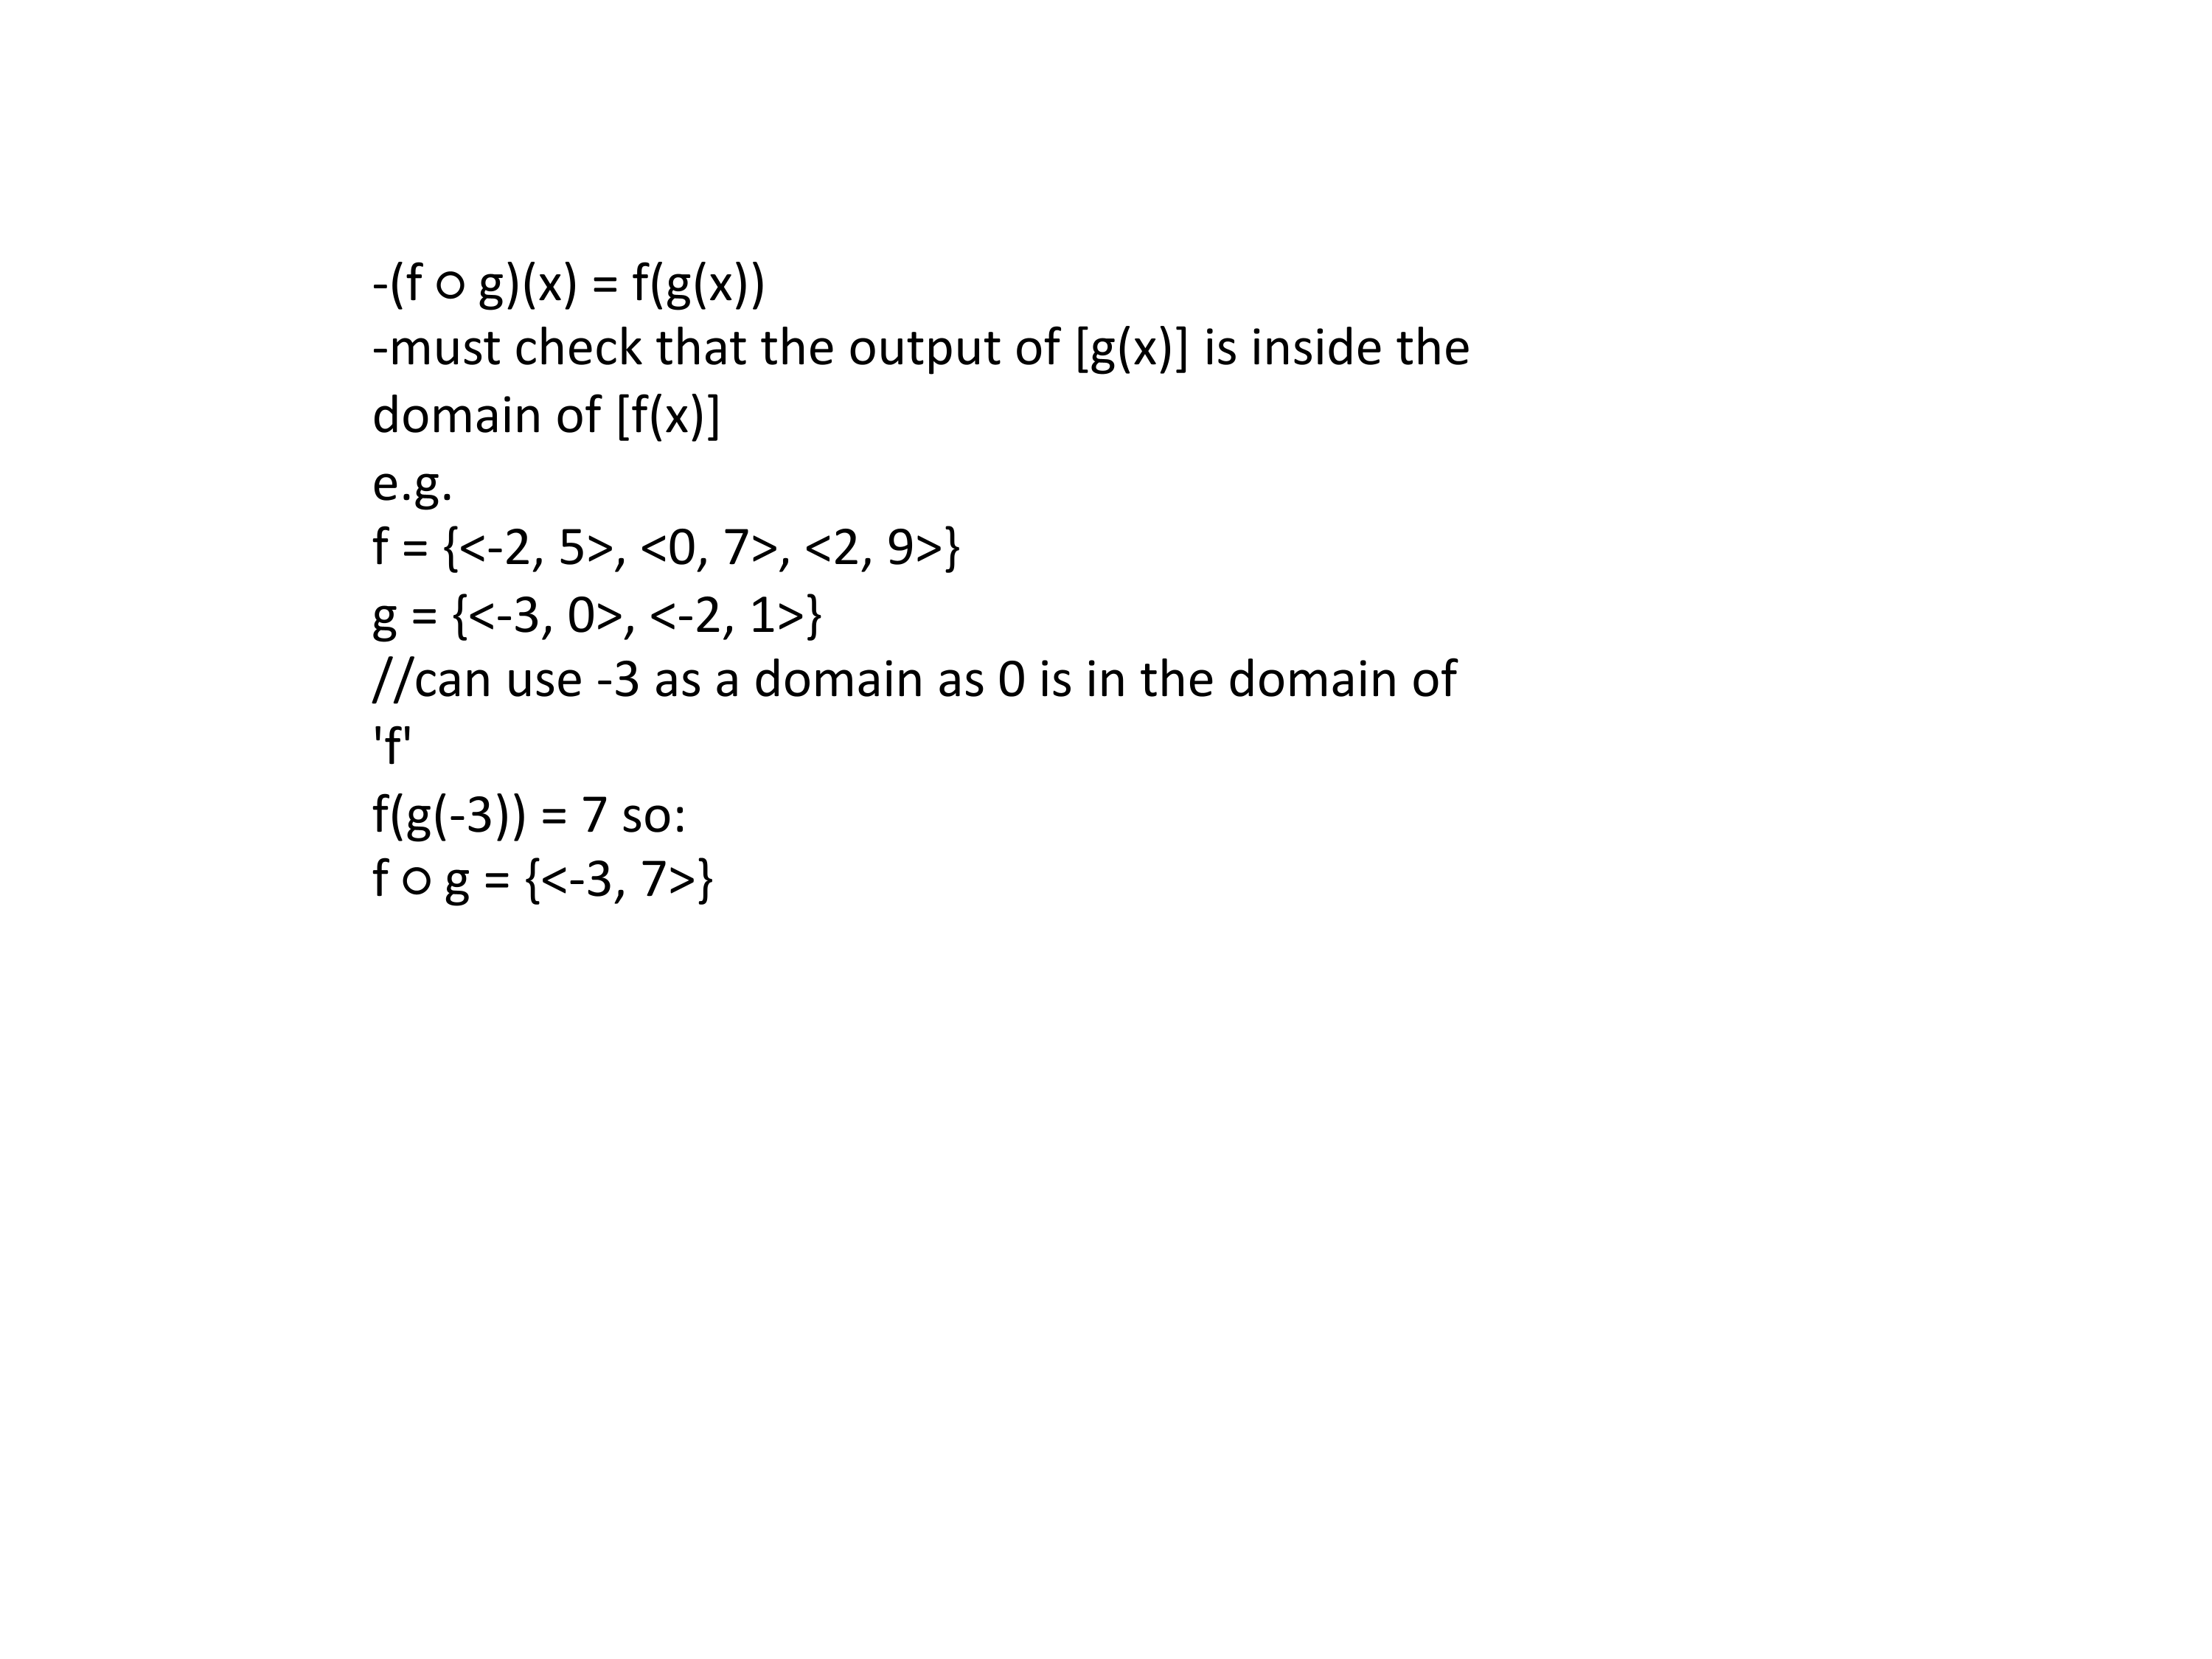 -(f ○ g)(x) = f(g(x))
-must check that the output of [g(x)] is inside the
domain of [f(x)]
e.g.
f = {<-2, 5>, <0, 7>, <2, 9>}
g = {<-3, 0>, <-2, 1>}
//can use -3 as a domain as 0 is in the domain of
'f'
f(g(-3)) = 7 so:
f ○ g = {<-3, 7>}